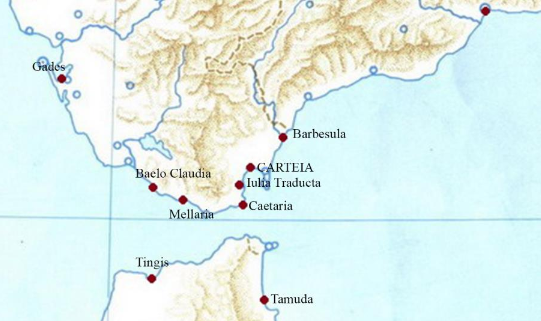 Gades
Barbesula
CARTEIA
Baelo Claudia
Iulia Traducta
Mellaria
Caetaria
Tingis
Tamuda